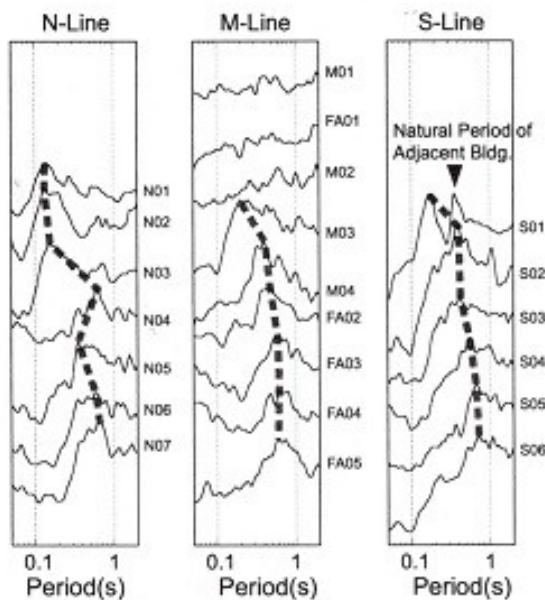 N-Line
N01
N02
N03
N04
N05
N06
N07
0.1 1
Period(s)
M-Line
M01
FA01
M02
M03
M04
FA02
FA03
FA04
FA05
0.1 1
Period(s)
S-Line
Natural Period of
Adjacent Bldg.
S01
S02
S03
S04
S05
S06
0.1 1
Period(s)